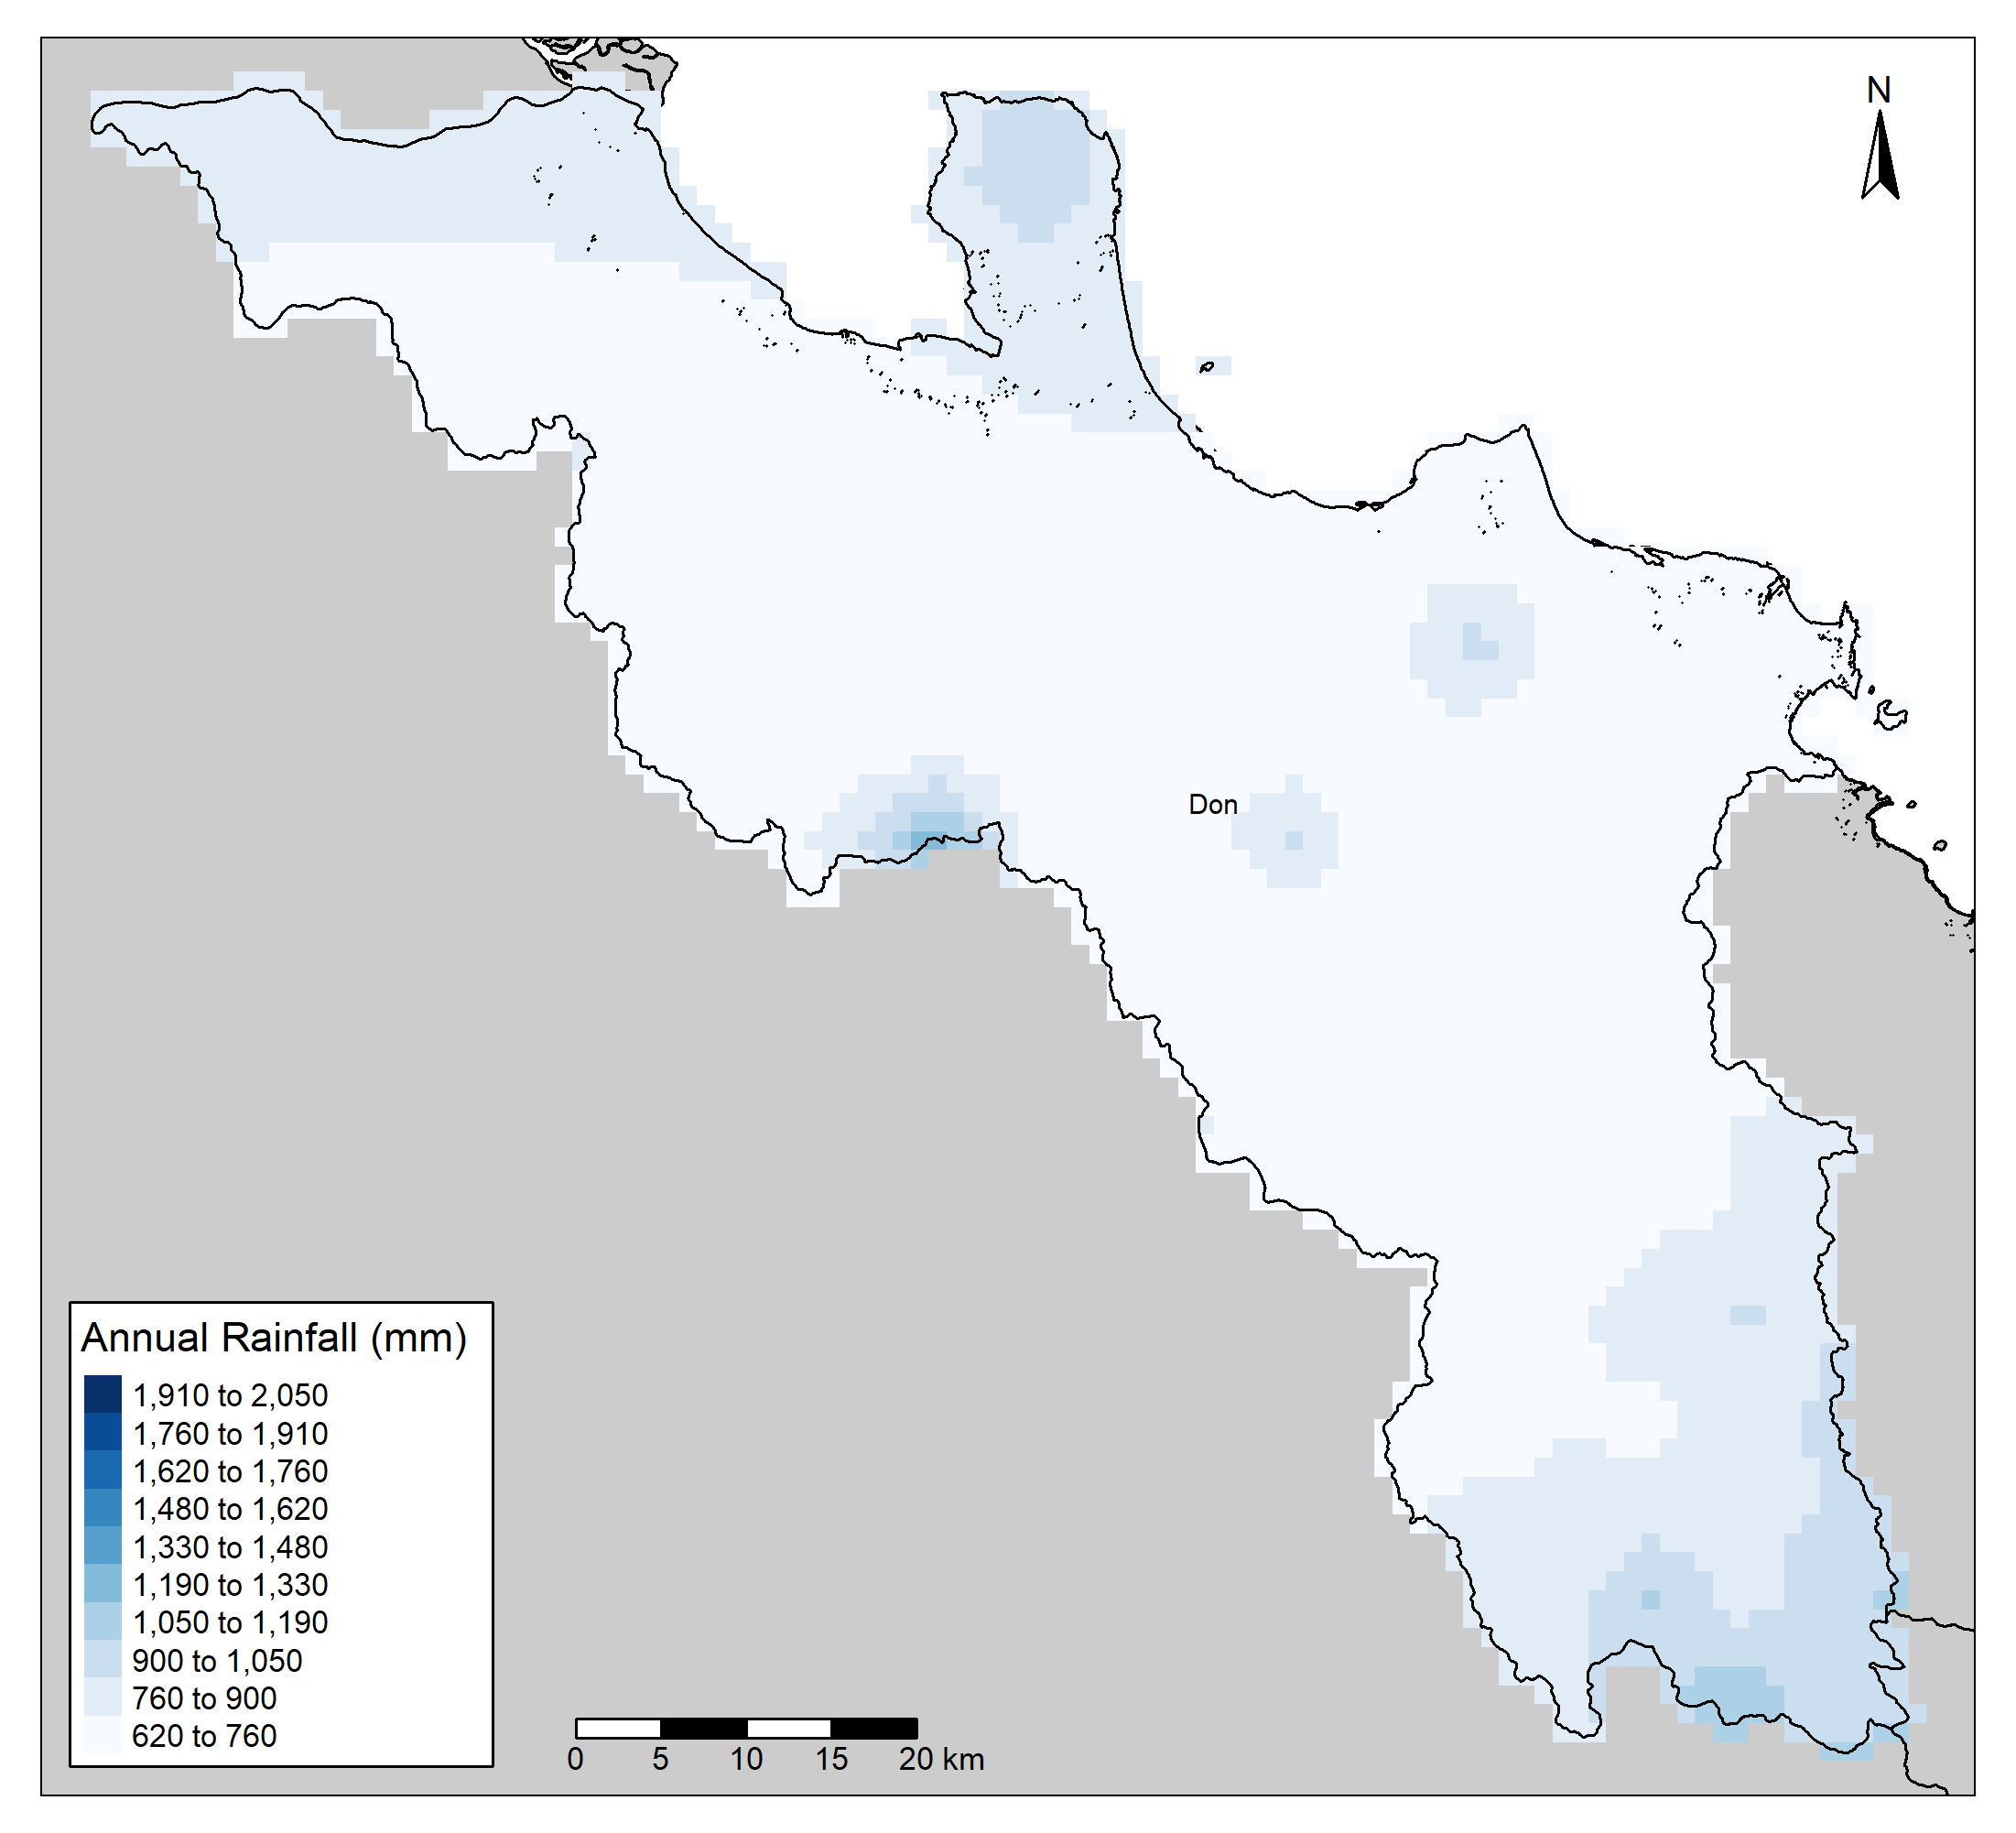 N
Don
Annual Rainfall (mm)
1,910 to 2,050
1,760 to 1,910
1,620 to 1,760
1,480 to 1,620
1,330 to 1,480
1,190 to 1,330
1,050 to 1,190
900 to 1,050
760 to 900
620 to 760
0 5 10 15 20 km